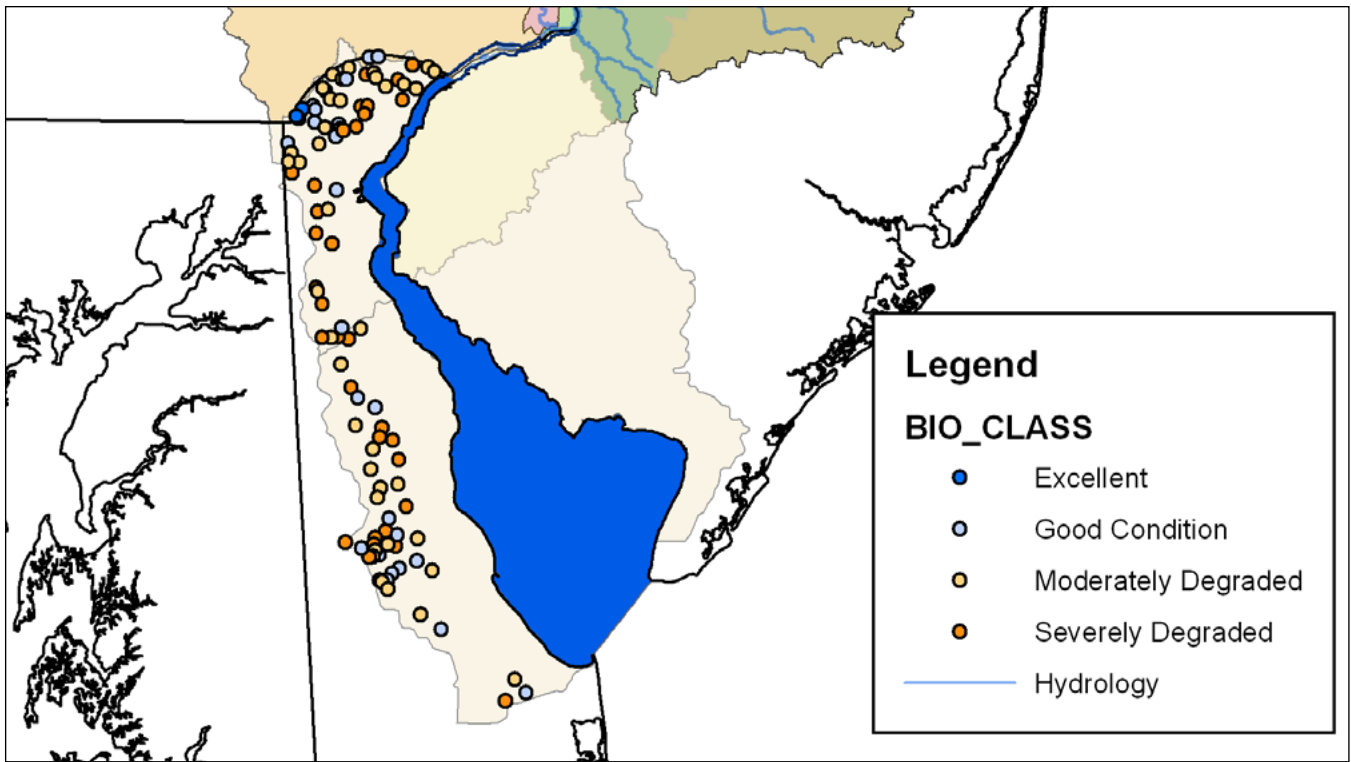 Legend
BIO_CLASS
Excellent
Good Condition
Moderately Degraded
Severely Degraded
Hydrology